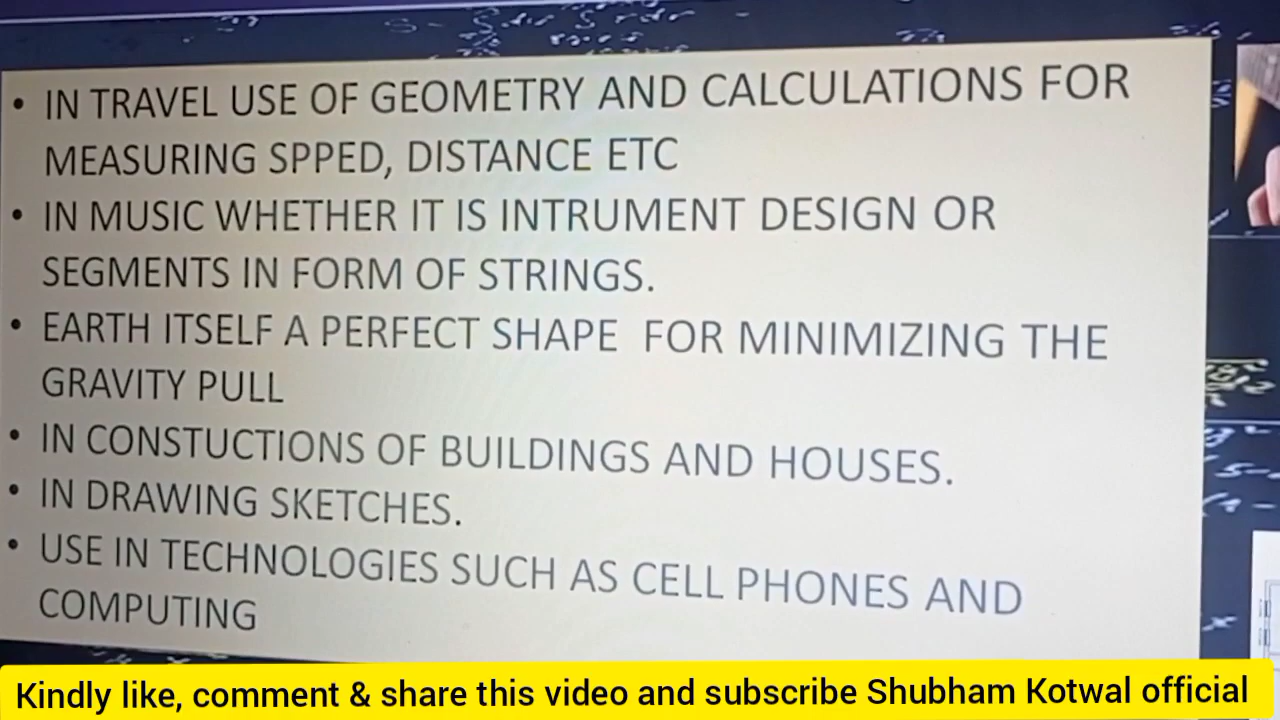 • IN TRAVEL USE OF GEOMETRY AND CALCULATIONS FOR
MEASURING SPPED, DISTANCE ETC
• IN MUSIC WHETHER IT IS INTRUMENT DESIGN OR
SEGMENTS IN FORM OF STRINGS.
• EARTH ITSELF A PERFECT SHAPE FOR MINIMIZING THE
GRAVITY PULL
• IN CONSTUCTIONS OF BUILDINGS AND HOUSES.
• IN DRAWING SKETCHES.
• USE IN TECHNOLOGIES SUCH AS CELL PHONES AND
COMPUTING
Kindly like, comment & share this video and subscribe Shubham Kotwal official